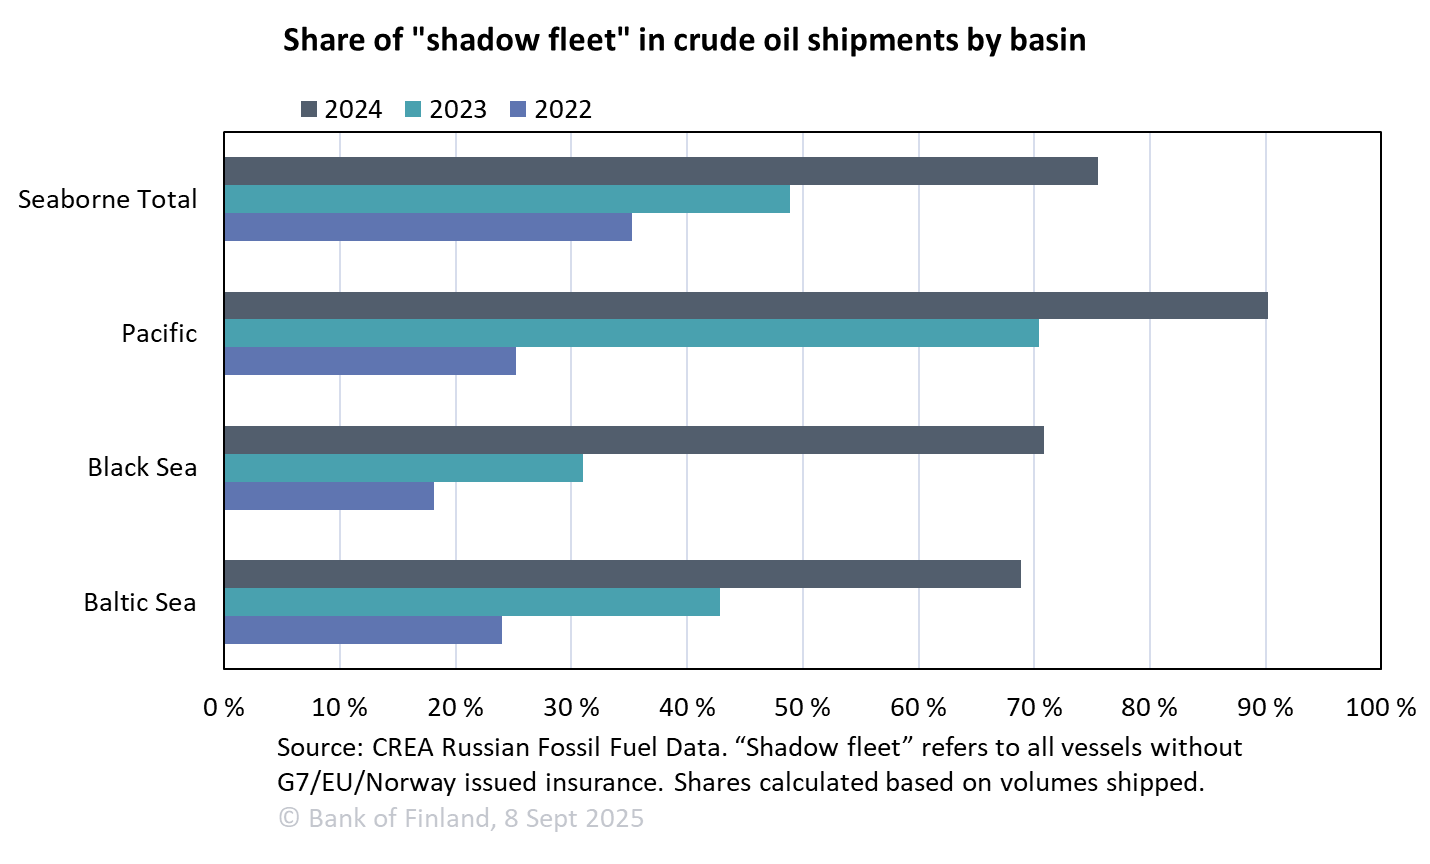 Share of "shadow fleet" in crude oil shipments by basin
2024 2023 2022
Seaborne Total
Pacific
Black Sea
Baltic Sea
0 % 10 % 20 % 30 % 40 % 50 % 60 % 70 % 80 % 90 % 100 %
Source: CREA Russian Fossil Fuel Data. “Shadow fleet” refers to all vessels without
G7/EU/Norway issued insurance. Shares calculated based on volumes shipped.
© Bank of Finland, 8 Sept 2025